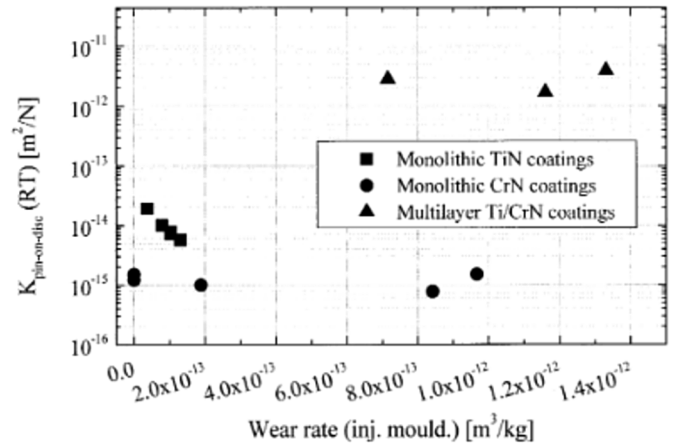 10⁻¹¹
10⁻¹²
10⁻¹³
10⁻¹⁴
10⁻¹⁵
10⁻¹⁶
K pin-on-disc (RT) [m²/N]
Monolithic TiN coatings
Monolithic CrN coatings
Multilayer Ti/CrN coatings
0.0
2.0x10⁻¹³
4.0x10⁻¹³
6.0x10⁻¹³
8.0x10⁻¹³
1.0x10⁻¹²
1.2x10⁻¹²
1.4x10⁻¹²
Wear rate (inj. mould.) [m³/kg]